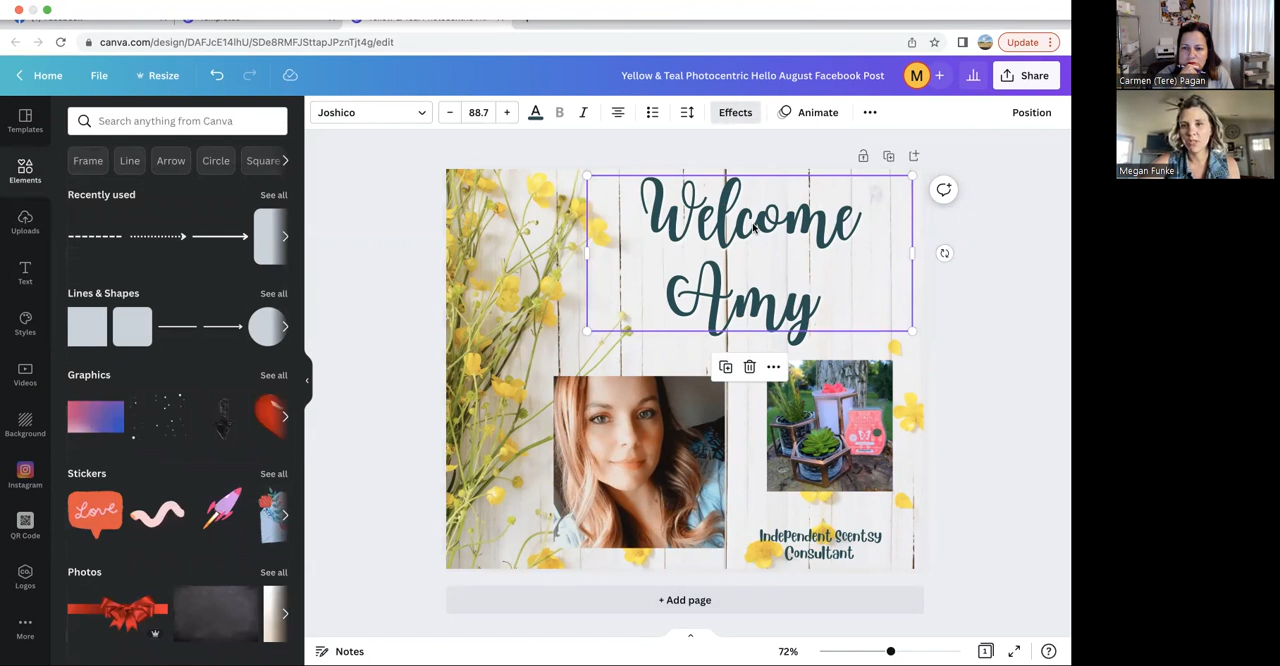 canva.com/design/DAFJcE14lhU/SDe8RMFJSttapJPznTjt4g/edit
Update
Home
File
Resize
Yellow & Teal Photocentric Hello August Facebook Post
M
+
Share
Templates
Elements
Uploads
Text
Styles
Videos
Background
Instagram
QR Code
Logos
More
Search anything from Canva
Frame
Line
Arrow
Circle
Square
Recently used
See all
Lines & Shapes
See all
Graphics
See all
Stickers
See all
Love
Photos
See all
Joshico
– 88.7 +
A
B
I
Effects
Animate
Position
Welcome
Amy
Independent Scentsy
Consultant
+ Add page
Notes
72%
1
?
Carmen (Tere) Pagan
Megan Funke